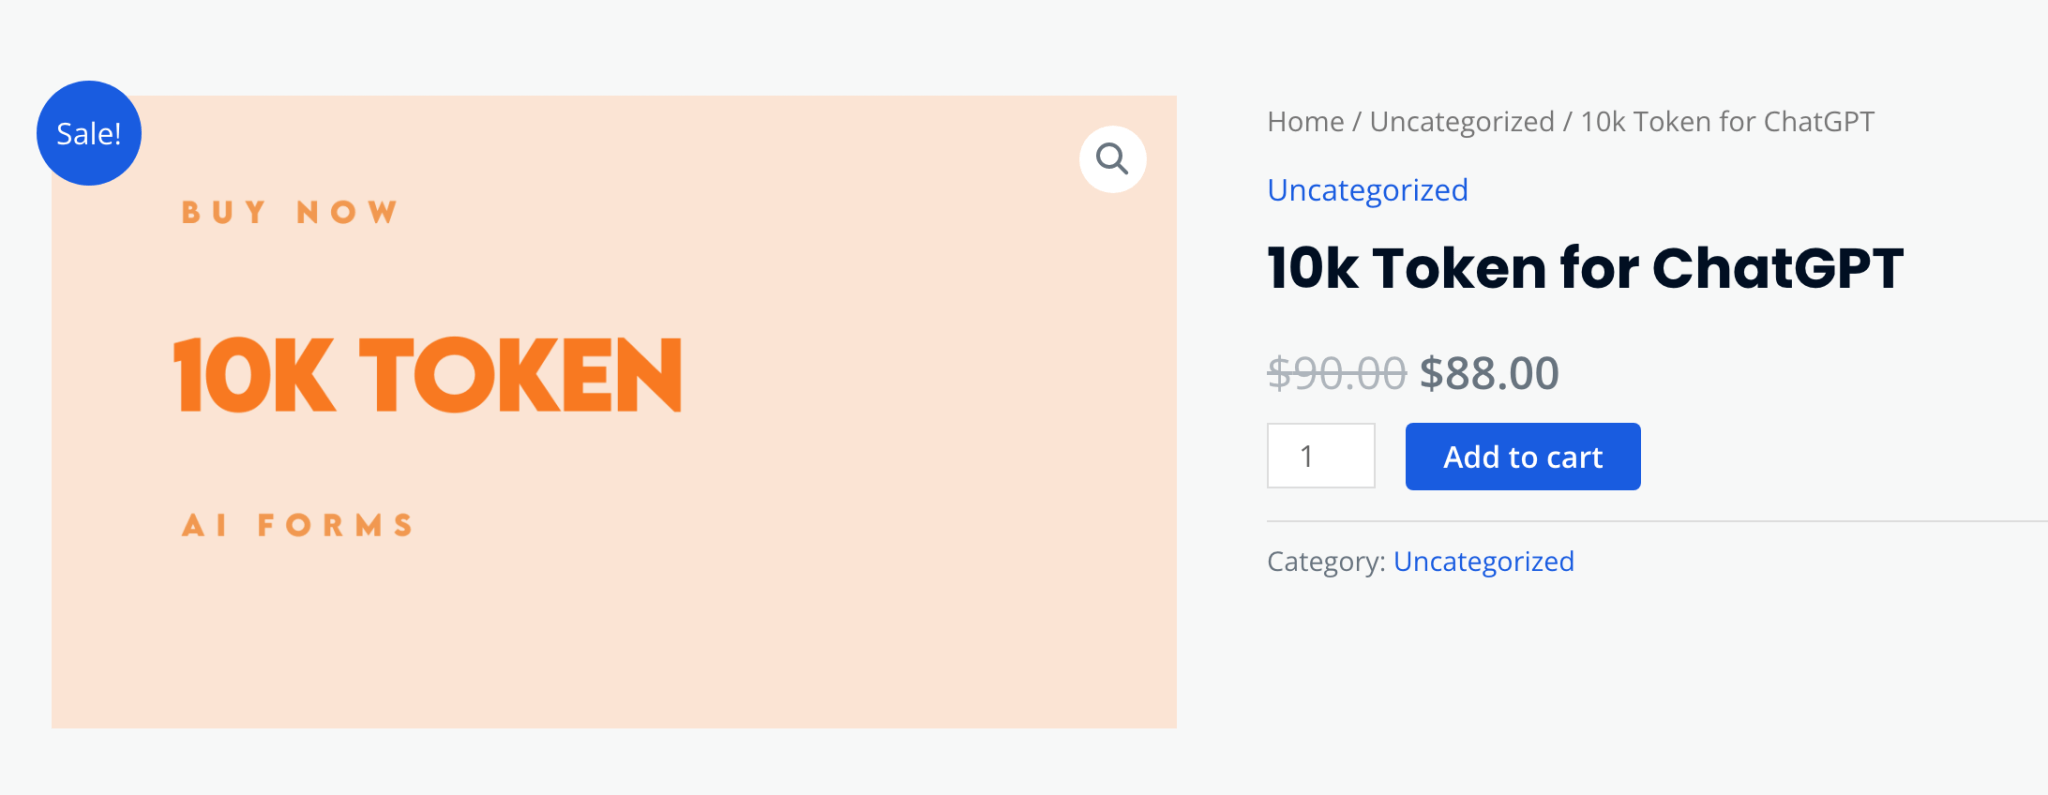 Sale!
BUY NOW
10K TOKEN
AI FORMS
Home / Uncategorized / 10k Token for ChatGPT
Uncategorized
10k Token for ChatGPT
$90.00 $88.00
1 Add to cart
Category: Uncategorized